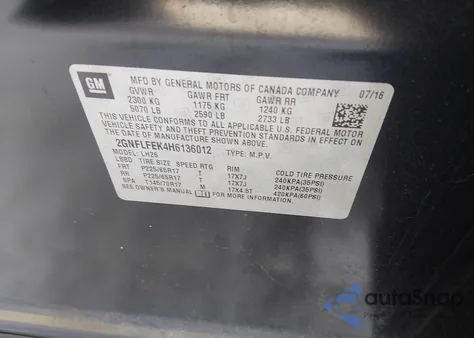 GM
MFD BY GENERAL MOTORS OF CANADA COMPANY 07/16
GVWR GAWR FRT GAWR RR
2300 KG 1175 KG 1240 KG
5070 LB 2590 LB 2733 LB
THIS VEHICLE CONFORMS TO ALL APPLICABLE U.S. FEDERAL MOTOR
VEHICLE SAFETY AND THEFT PREVENTION STANDARDS IN EFFECT ON
THE DATE OF MANUFACTURE SHOWN ABOVE.
2GNFLFEK4H6136012 TYPE: M.P.V.
MODEL: LH26
LBBD TIRE SIZE SPEED RTG RIM COLD TIRE PRESSURE
FRT P225/65R17 T 17X7J 240KPA(35PSI)
RR P225/65R17 T 17X7J 240KPA(35PSI)
SPA T145/70R17 M 17X4.5T 420KPA(60PSI)
SEE OWNER'S MANUAL FOR MORE INFORMATION.
autoSnap